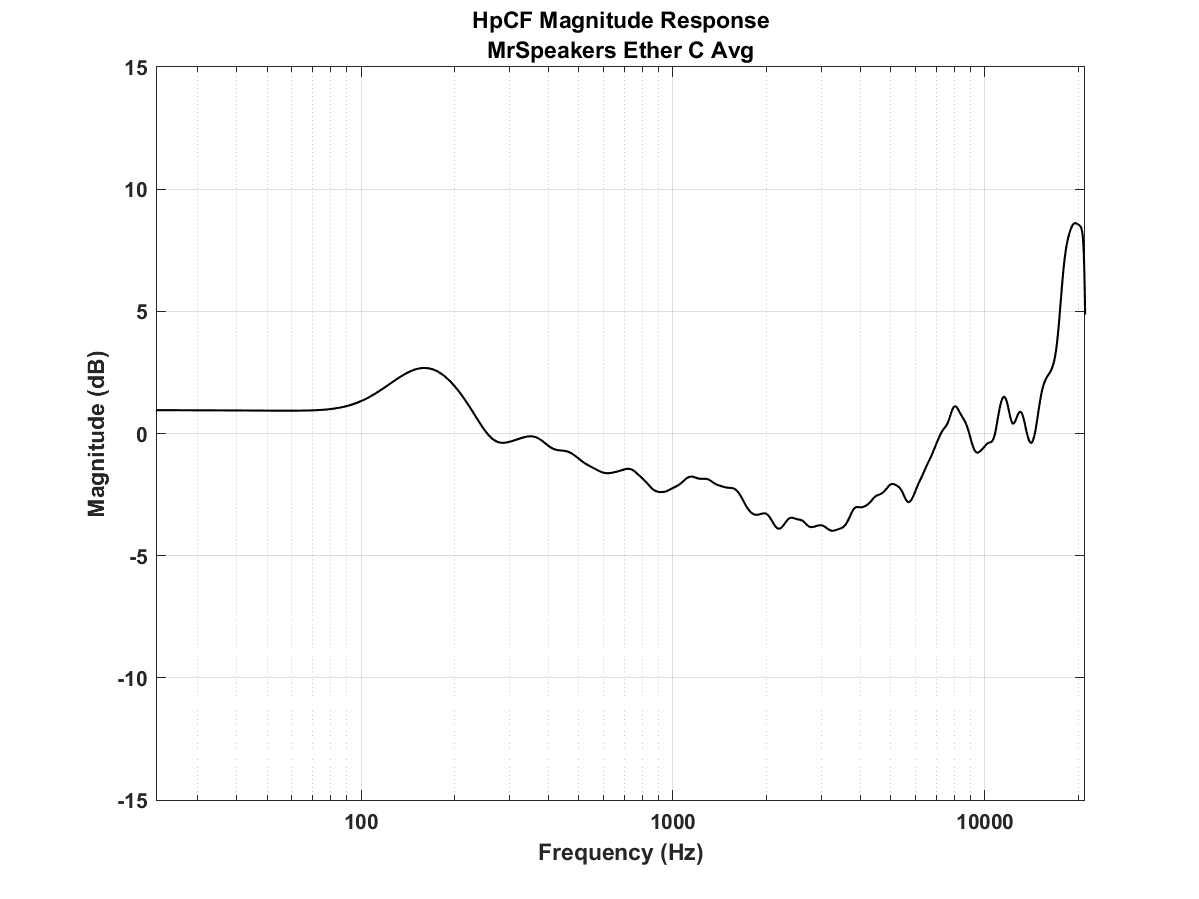 HpCF Magnitude Response
MrSpeakers Ether C Avg
15
10
5
0
-5
-10
-15
Magnitude (dB)
100
1000
10000
Frequency (Hz)